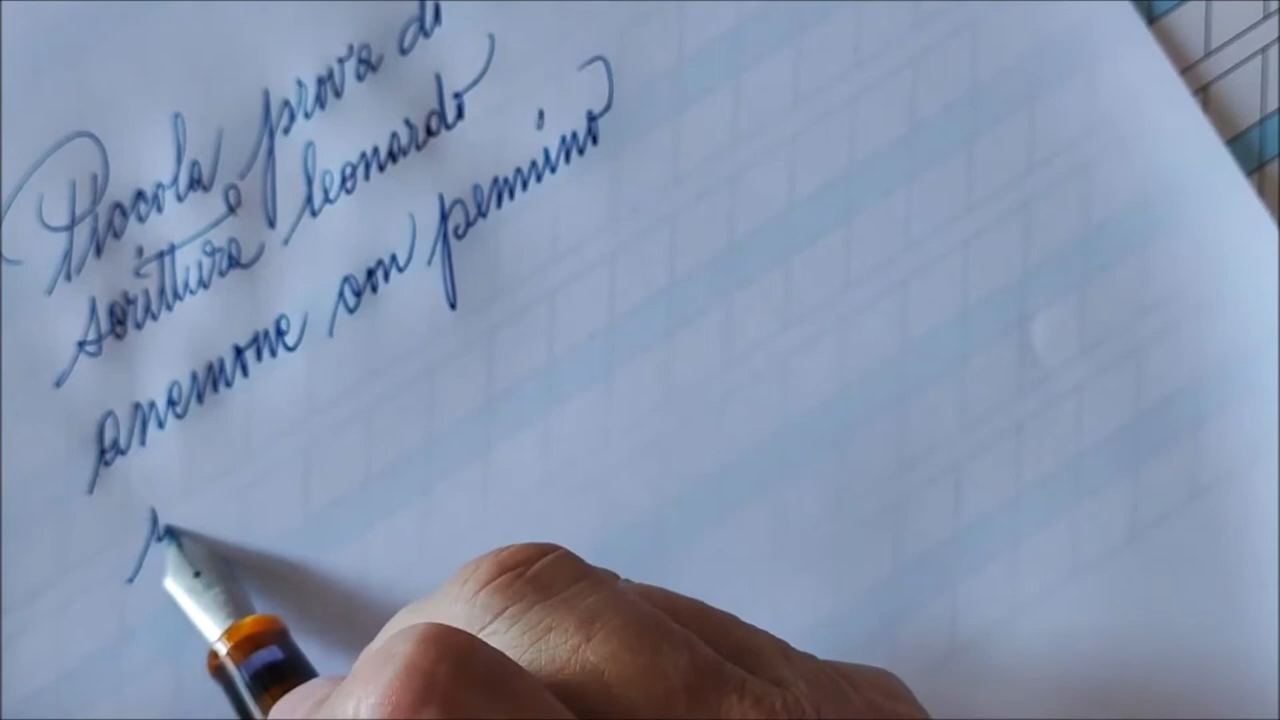 Piccola prova di
scrittura e leonardo
anemone con pennino